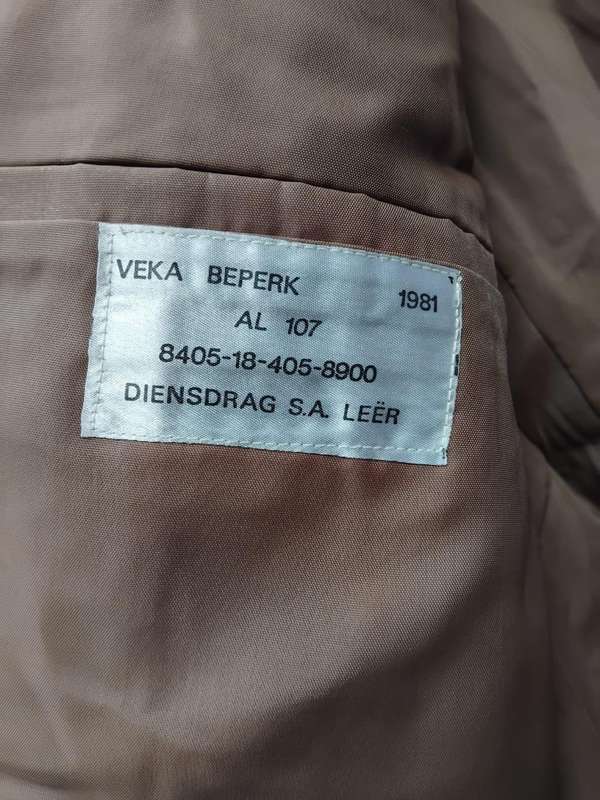 VEKA BEPERK 1981
AL 107
8405-18-405-8900
DIENSDRAG S.A. LEËR